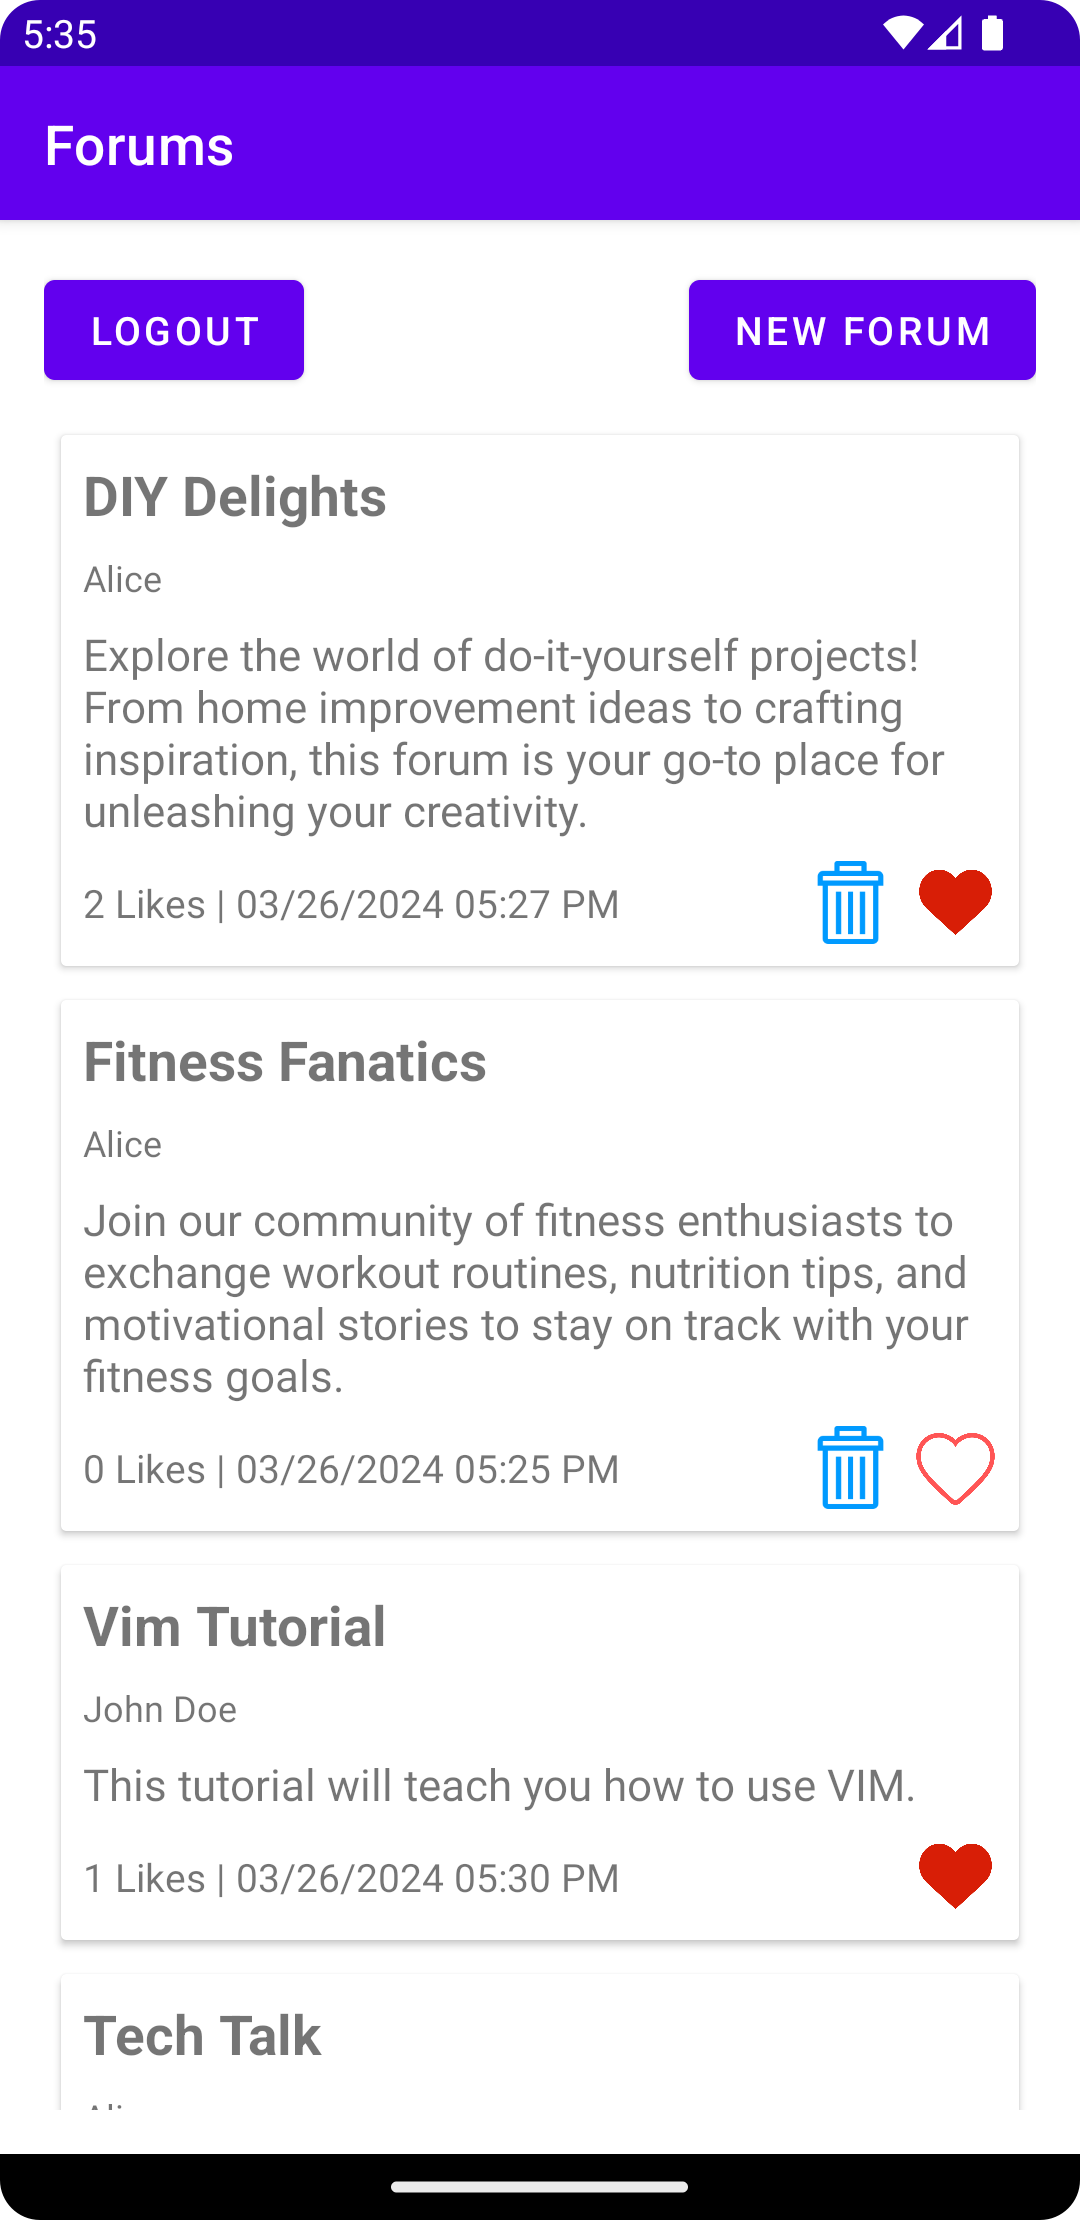 5:35
Forums
LOGOUT
NEW FORUM
DIY Delights
Alice
Explore the world of do-it-yourself projects!
From home improvement ideas to crafting
inspiration, this forum is your go-to place for
unleashing your creativity.
2 Likes | 03/26/2024 05:27 PM
Fitness Fanatics
Alice
Join our community of fitness enthusiasts to
exchange workout routines, nutrition tips, and
motivational stories to stay on track with your
fitness goals.
0 Likes | 03/26/2024 05:25 PM
Vim Tutorial
John Doe
This tutorial will teach you how to use VIM.
1 Likes | 03/26/2024 05:30 PM
Tech Talk